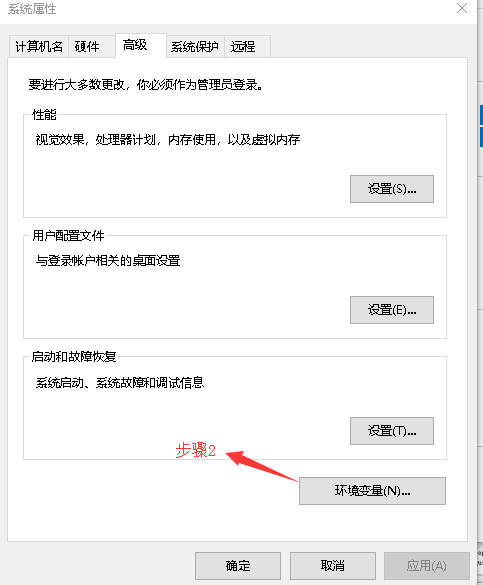 系统属性
计算机名 硬件 高级 系统保护 远程
要进行大多数更改，你必须作为管理员登录。
性能
视觉效果，处理器计划，内存使用，以及虚拟内存
设置(S)...
用户配置文件
与登录帐户相关的桌面设置
设置(E)...
启动和故障恢复
系统启动、系统故障和调试信息
设置(T)...
步骤2
环境变量(N)...
确定 取消 应用(A)